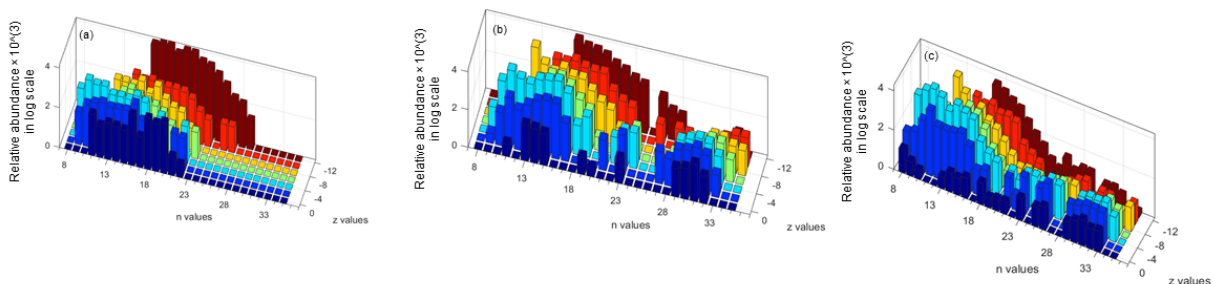 (a)
Relative abundance × 10^(3)
in log scale
4
2
0
8
13
18
23
28
33
n values
0
-4
-8
-12
z values
(b)
Relative abundance × 10^(3)
in log scale
4
2
0
8
13
18
23
28
33
n values
0
-4
-8
-12
z values
(c)
Relative abundance × 10^(3)
in log scale
4
2
0
8
13
18
23
28
33
n values
0
-4
-8
-12
z values